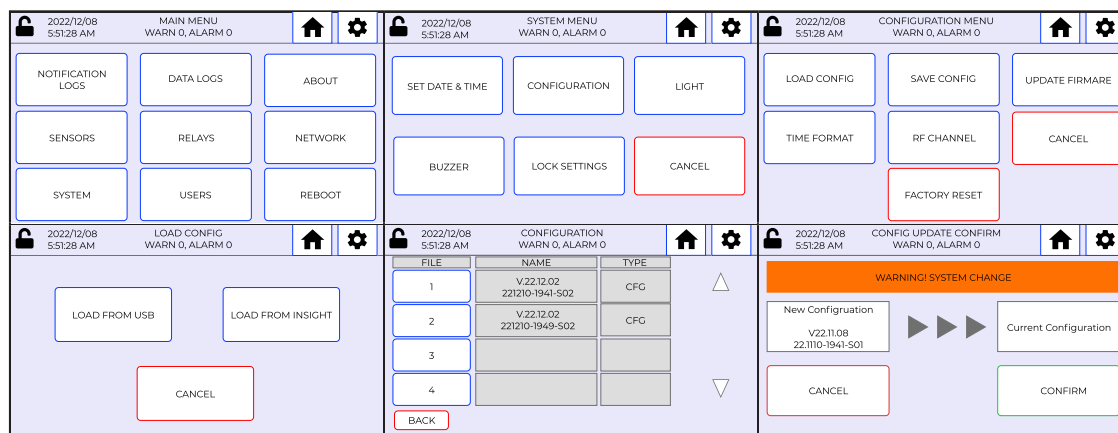 2022/12/08
5:51:28 AM
MAIN MENU
WARN 0, ALARM 0
NOTIFICATION
LOGS
DATA LOGS
ABOUT
SENSORS
RELAYS
NETWORK
SYSTEM
USERS
REBOOT
2022/12/08
5:51:28 AM
SYSTEM MENU
WARN 0, ALARM 0
SET DATE & TIME
CONFIGURATION
LIGHT
BUZZER
LOCK SETTINGS
CANCEL
2022/12/08
5:51:28 AM
CONFIGURATION MENU
WARN 0, ALARM 0
LOAD CONFIG
SAVE CONFIG
UPDATE FIRMARE
TIME FORMAT
RF CHANNEL
CANCEL
FACTORY RESET
2022/12/08
5:51:28 AM
LOAD CONFIG
WARN 0, ALARM 0
LOAD FROM USB
LOAD FROM INSIGHT
CANCEL
2022/12/08
5:51:28 AM
CONFIGURATION
WARN 0, ALARM 0
FILE NAME TYPE
1
V.22.12.02
221210-1941-S02
CFG
2
V.22.12.02
221210-1949-S02
CFG
3
4
BACK
2022/12/08
5:51:28 AM
CONFIG UPDATE CONFIRM
WARN 0, ALARM 0
WARNING! SYSTEM CHANGE
New Configruation
V22.11.08
22.1110-1941-S01
Current Configuration
CANCEL
CONFIRM